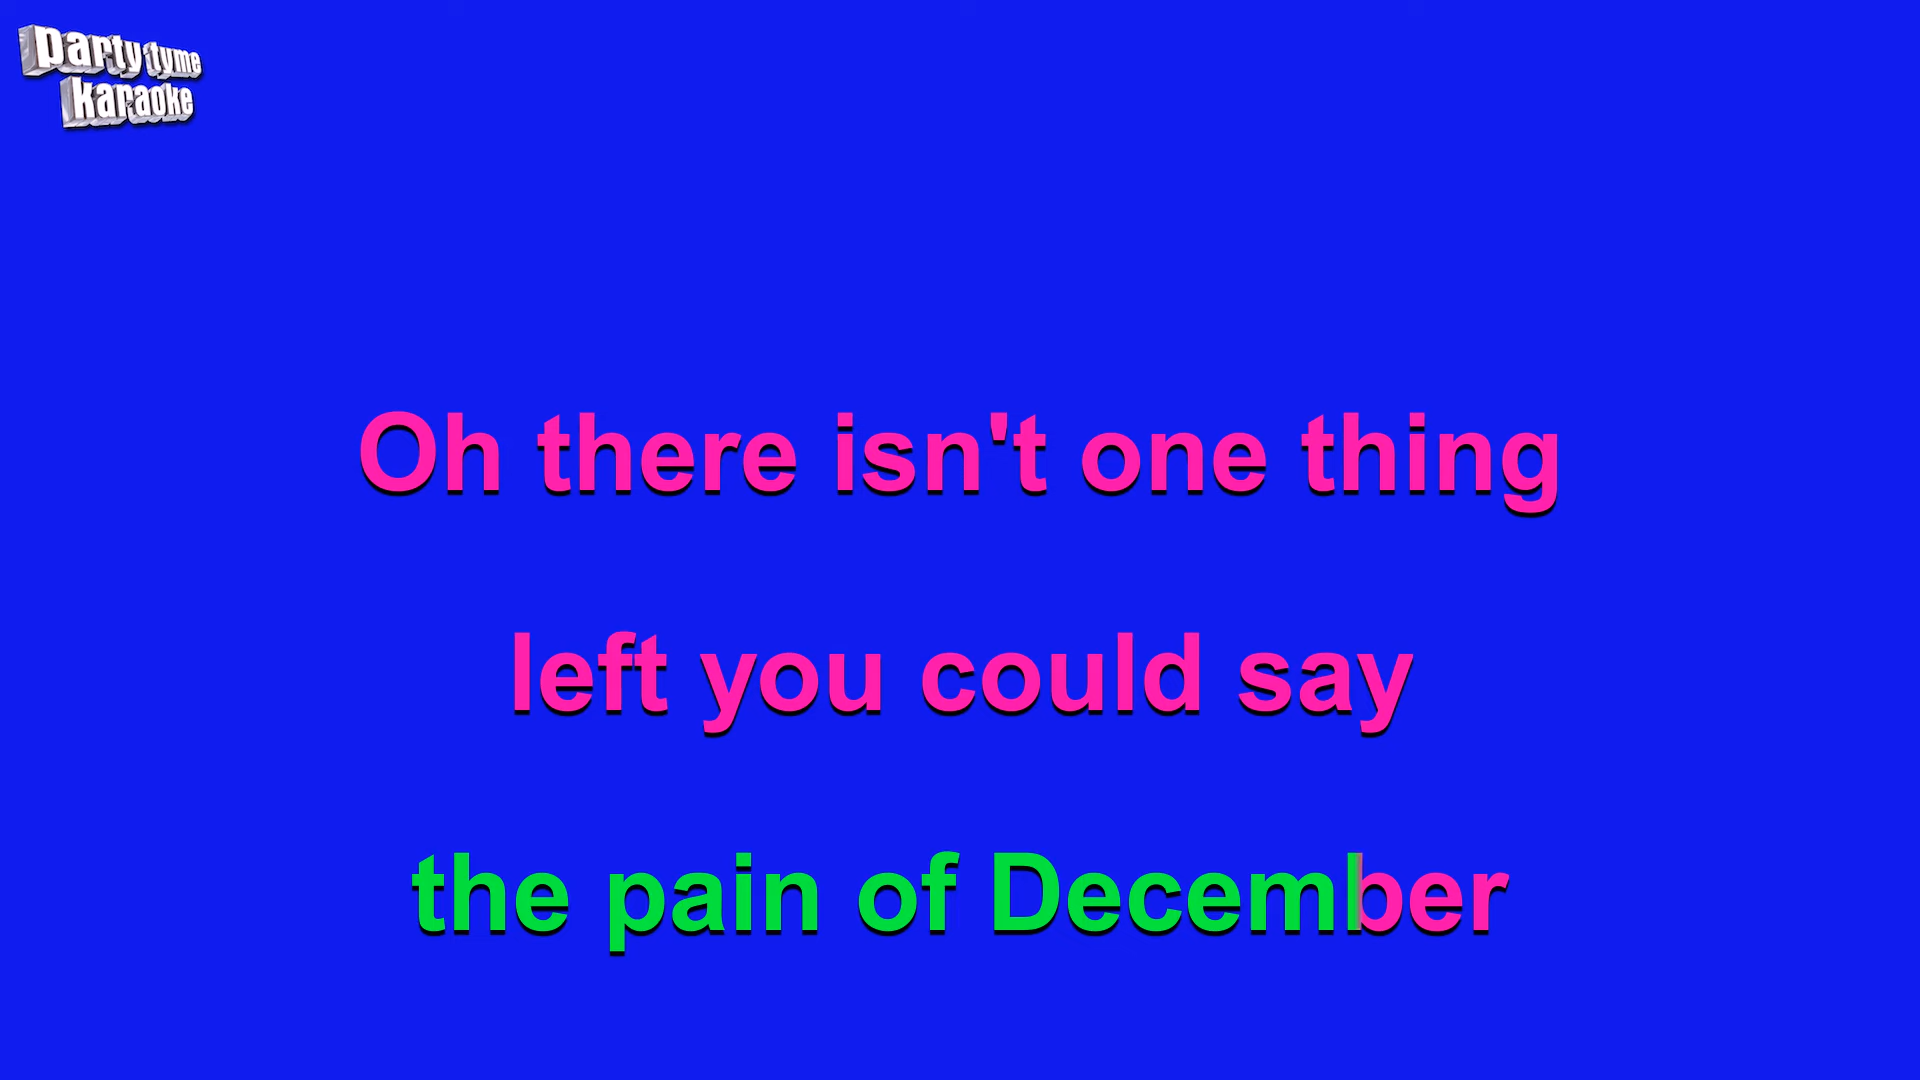 party tyme
karaoke
Oh there isn't one thing
left you could say
the pain of December